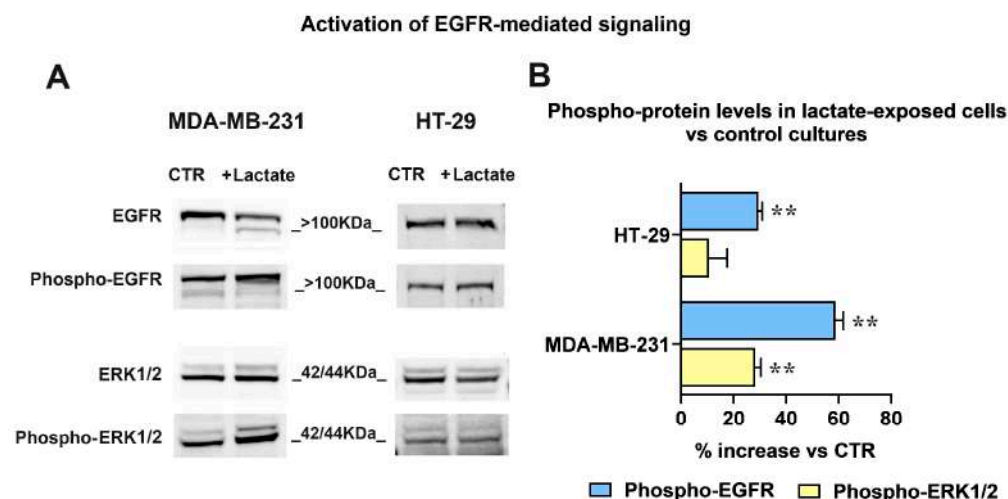 Activation of EGFR-mediated signaling
A
MDA-MB-231 HT-29
CTR +Lactate CTR +Lactate
EGFR _>100KDa_
Phospho-EGFR _>100KDa_
ERK1/2 _42/44KDa_
Phospho-ERK1/2 _42/44KDa_
B
Phospho-protein levels in lactate-exposed cells
vs control cultures
**
HT-29
**
MDA-MB-231
**
0 20 40 60 80
% increase vs CTR
Phospho-EGFR Phospho-ERK1/2